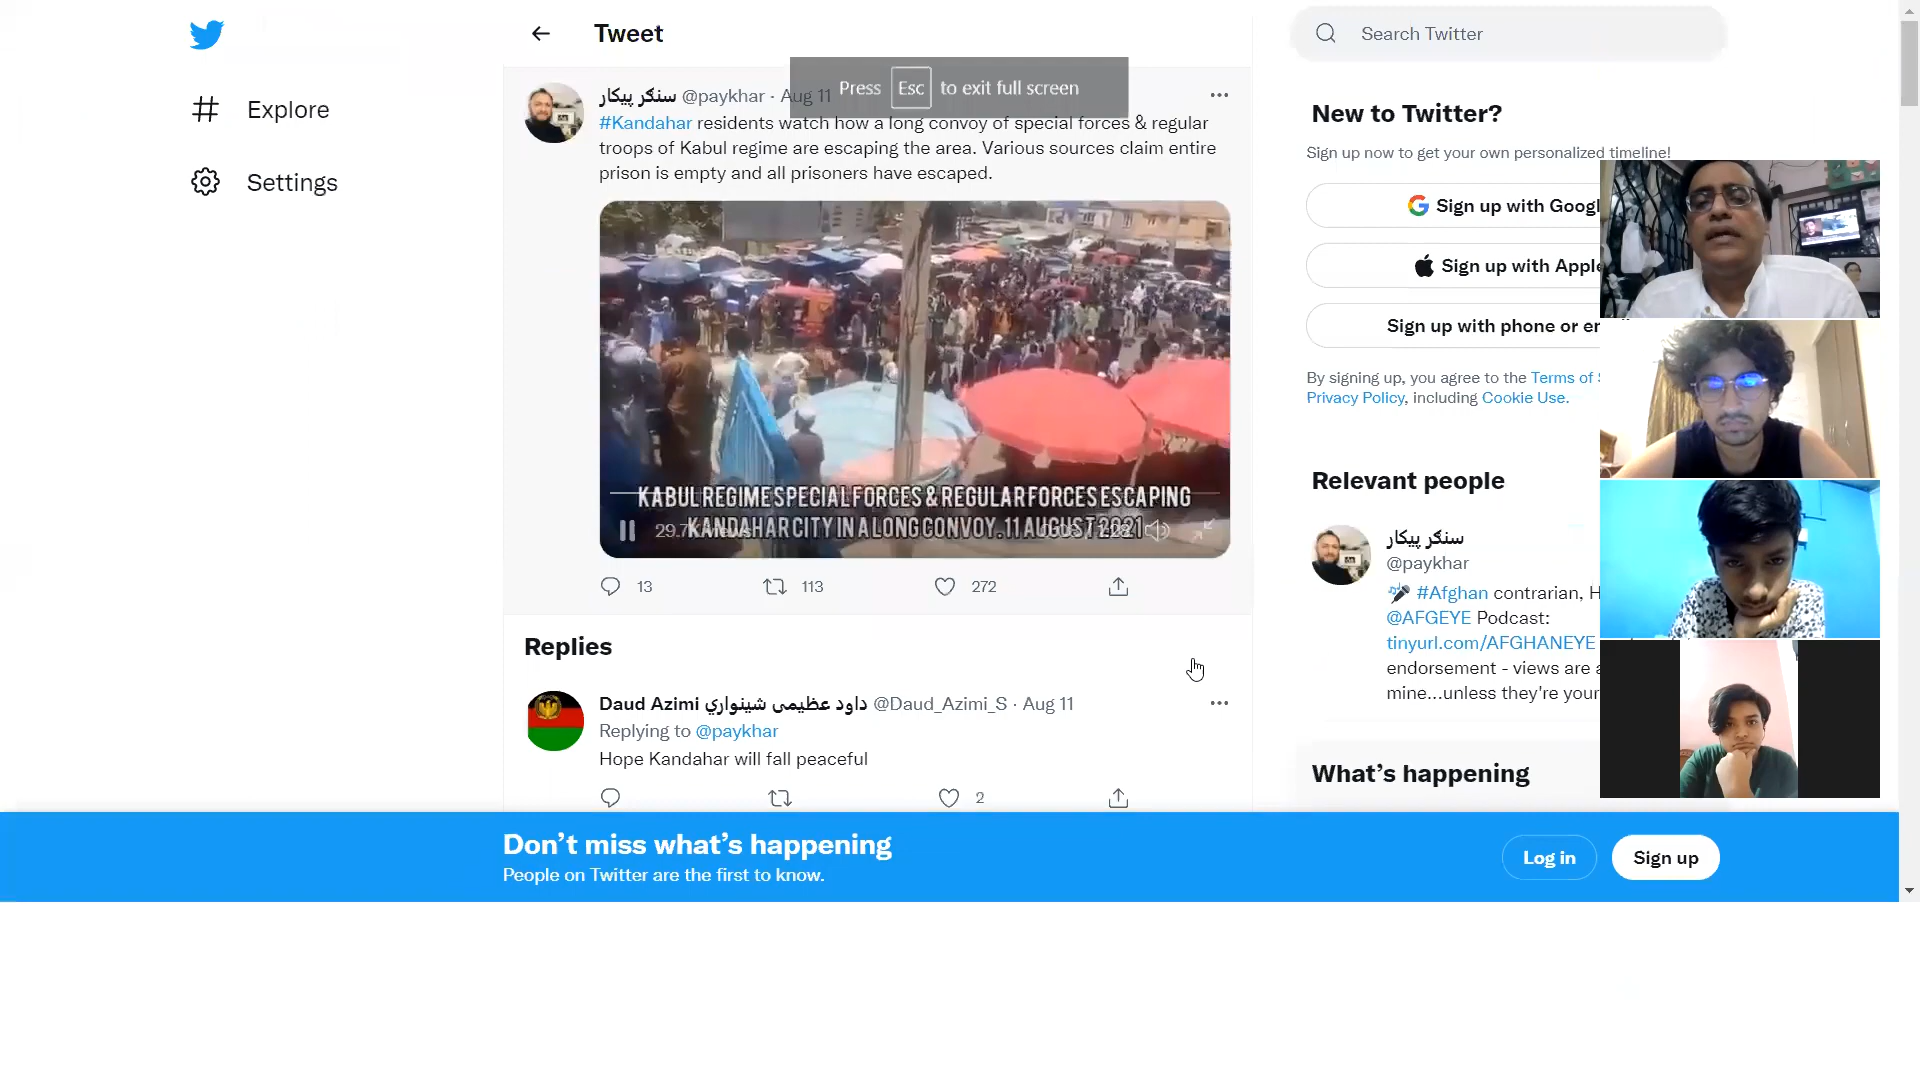 Tweet
Search Twitter
Explore
Settings
سنګر پیکار @paykhar · Aug 11
Press Esc to exit full screen
#Kandahar residents watch how a long convoy of special forces & regular
troops of Kabul regime are escaping the area. Various sources claim entire
prison is empty and all prisoners have escaped.
KABUL REGIME SPECIAL FORCES & REGULAR FORCES ESCAPING
KANDAHAR CITY IN A LONG CONVOY. 11 AUGUST 2021
13 113 272
Replies
Daud Azimi داود عظیمی شینواري @Daud_Azimi_S · Aug 11
Replying to @paykhar
Hope Kandahar will fall peaceful
2
New to Twitter?
Sign up now to get your own personalized timeline!
Sign up with Googl
Sign up with Apple
Sign up with phone or
By signing up, you agree to the Terms of
Privacy Policy, including Cookie Use.
Relevant people
سنګر پیکار
@paykhar
#Afghan contrarian, H
@AFGEYE Podcast:
tinyurl.com/AFGHANEYE
endorsement - views are
mine...unless they're your
What's happening
Don't miss what's happening
People on Twitter are the first to know.
Log in
Sign up